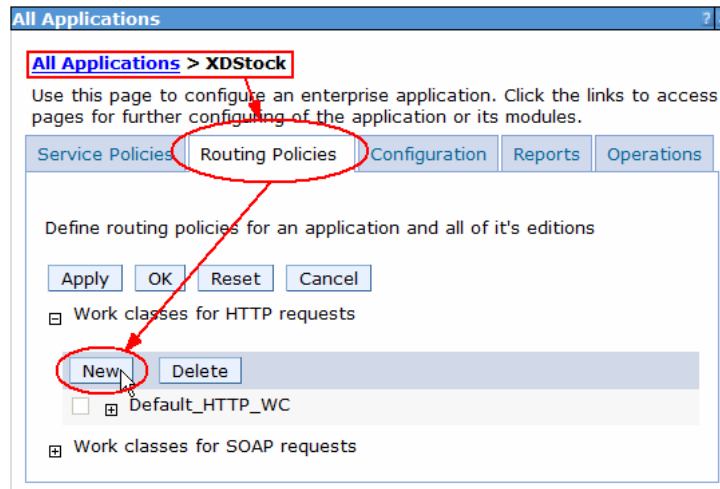 All Applications ?
All Applications > XDStock
Use this page to configure an enterprise application. Click the links to access
pages for further configuring of the application or its modules.
Service Policies Routing Policies Configuration Reports Operations
Define routing policies for an application and all of it's editions
Apply OK Reset Cancel
Work classes for HTTP requests
New Delete
Default_HTTP_WC
Work classes for SOAP requests